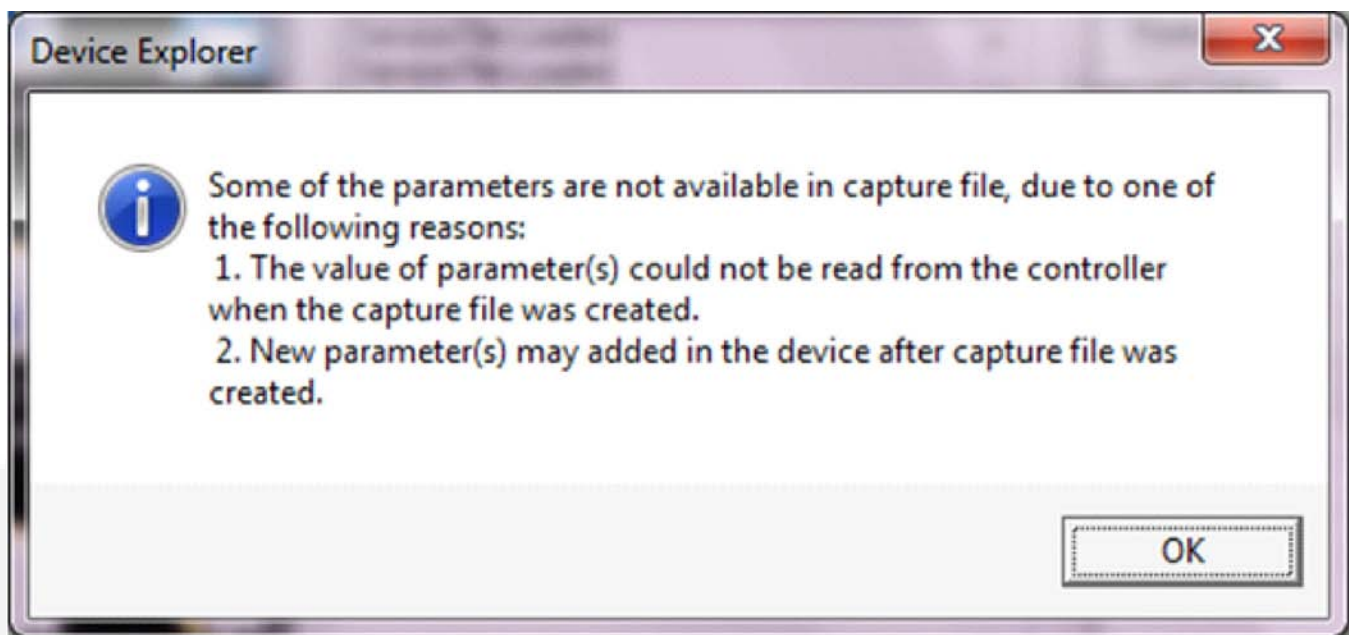 Device Explorer
Some of the parameters are not available in capture file, due to one of
the following reasons:
1. The value of parameter(s) could not be read from the controller
when the capture file was created.
2. New parameter(s) may added in the device after capture file was
created.
OK